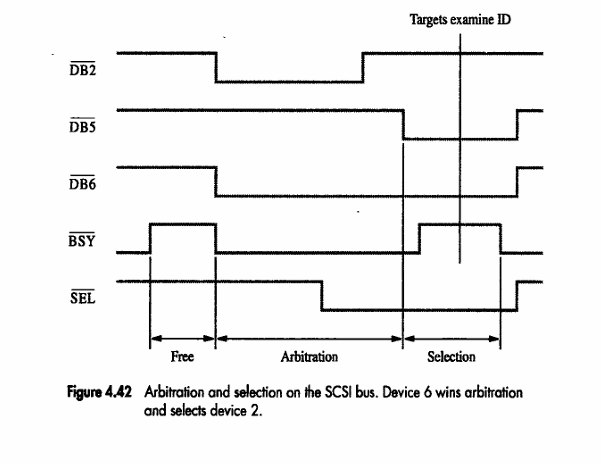 Targets examine ID
DB2
DB5
DB6
BSY
SEL
Free Arbitration Selection
Figure 4.42 Arbitration and selection on the SCSI bus. Device 6 wins arbitration
and selects device 2.